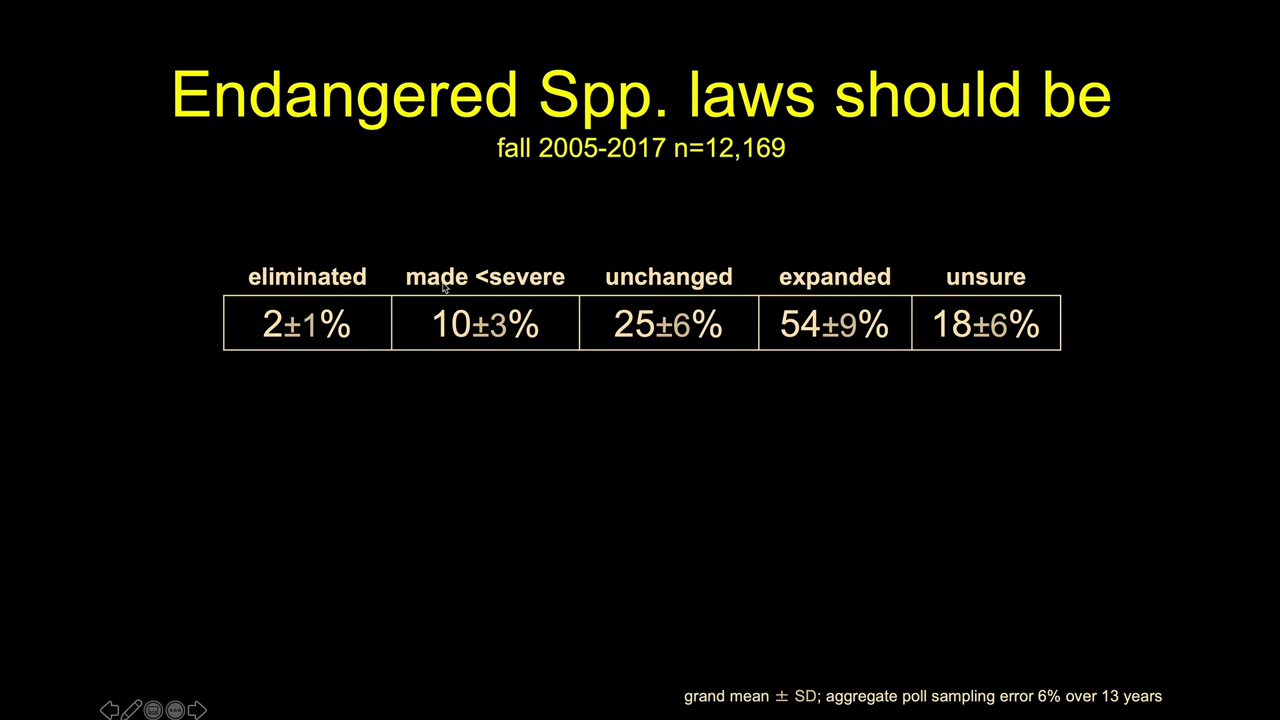 Endangered Spp. laws should be
fall 2005-2017 n=12,169
eliminated made <severe unchanged expanded unsure
2±1% 10±3% 25±6% 54±9% 18±6%
grand mean ± SD; aggregate poll sampling error 6% over 13 years